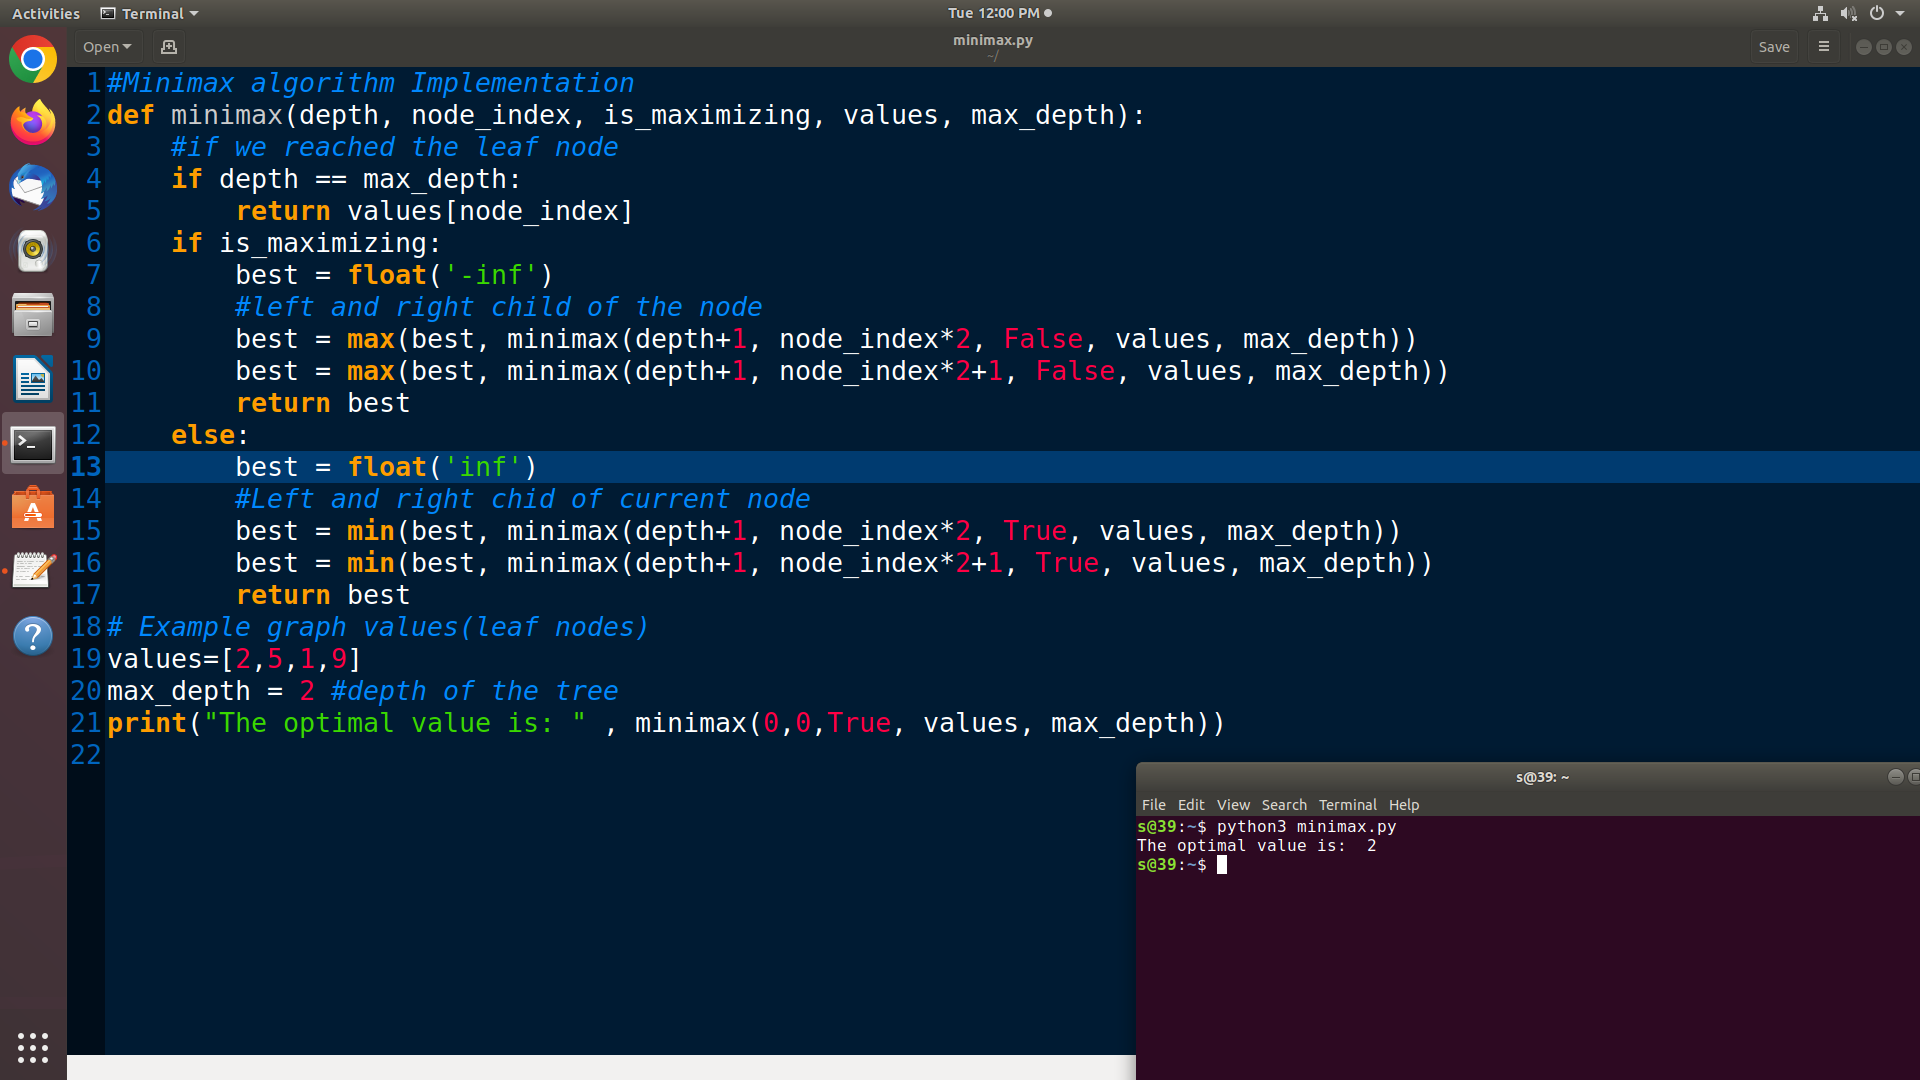 Activities Terminal Tue 12:00 PM
Open minimax.py Save
~/
1 #Minimax algorithm Implementation
2 def minimax(depth, node_index, is_maximizing, values, max_depth):
3     #if we reached the leaf node
4     if depth == max_depth:
5         return values[node_index]
6     if is_maximizing:
7         best = float('-inf')
8         #left and right child of the node
9         best = max(best, minimax(depth+1, node_index*2, False, values, max_depth))
10         best = max(best, minimax(depth+1, node_index*2+1, False, values, max_depth))
11         return best
12     else:
13         best = float('inf')
14         #Left and right chid of current node
15         best = min(best, minimax(depth+1, node_index*2, True, values, max_depth))
16         best = min(best, minimax(depth+1, node_index*2+1, True, values, max_depth))
17         return best
18 # Example graph values(leaf nodes)
19 values=[2,5,1,9]
20 max_depth = 2 #depth of the tree
21 print("The optimal value is: " , minimax(0,0,True, values, max_depth))
22
s@39: ~
File Edit View Search Terminal Help
s@39:~$ python3 minimax.py
The optimal value is:  2
s@39:~$